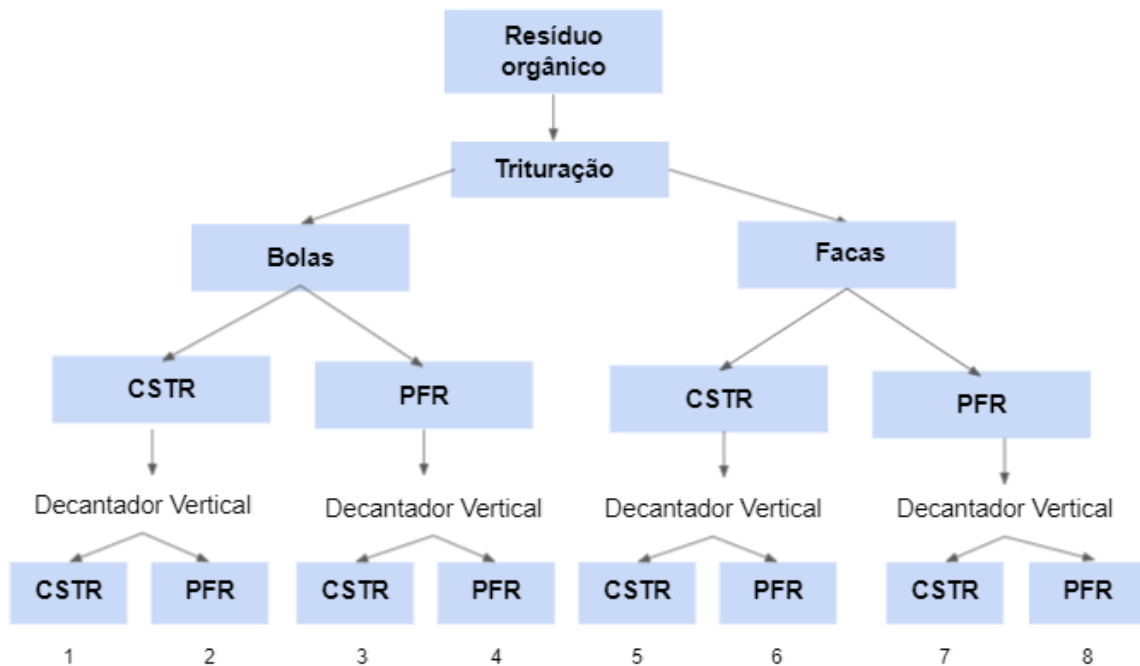 Resíduo
orgânico
Trituração
Bolas
Facas
CSTR
PFR
CSTR
PFR
Decantador Vertical
Decantador Vertical
Decantador Vertical
Decantador Vertical
CSTR
PFR
CSTR
PFR
CSTR
PFR
CSTR
PFR
1
2
3
4
5
6
7
8